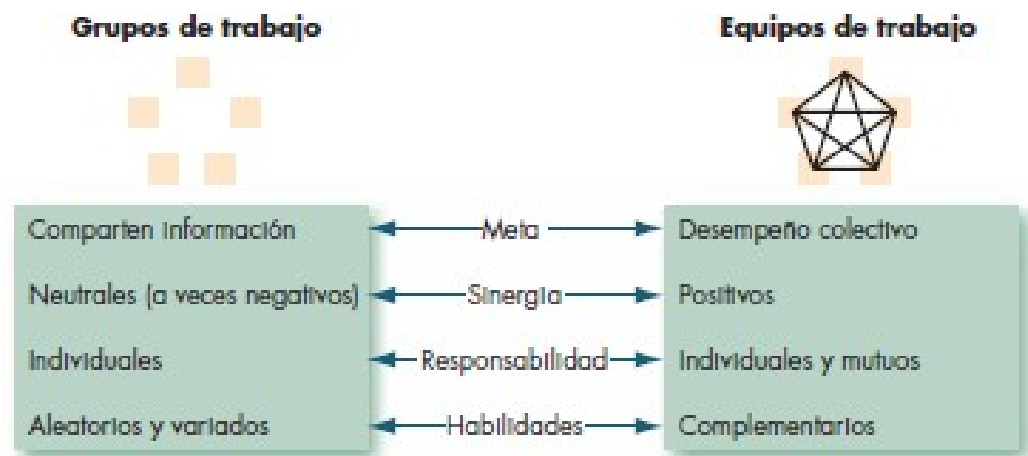 Grupos de trabajo
Equipos de trabajo
Comparten información
Meta
Desempeño colectivo
Neutrales (a veces negativos)
Sinergia
Positivos
Individuales
Responsabilidad
Individuales y mutuos
Aleatorios y variados
Habilidades
Complementarios